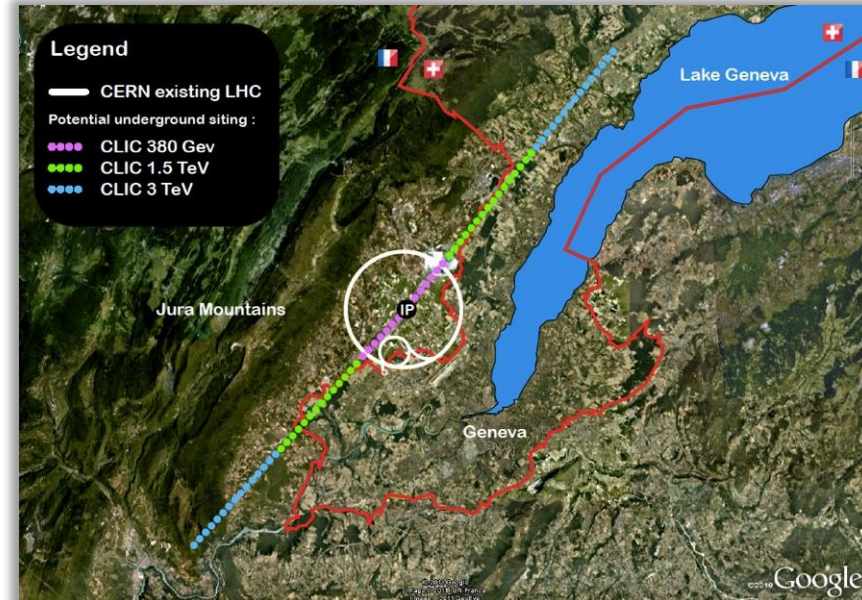 Legend
CERN existing LHC
Potential underground siting :
CLIC 380 Gev
CLIC 1.5 TeV
CLIC 3 TeV
Lake Geneva
Jura Mountains
IP
Geneva
©2010 Google